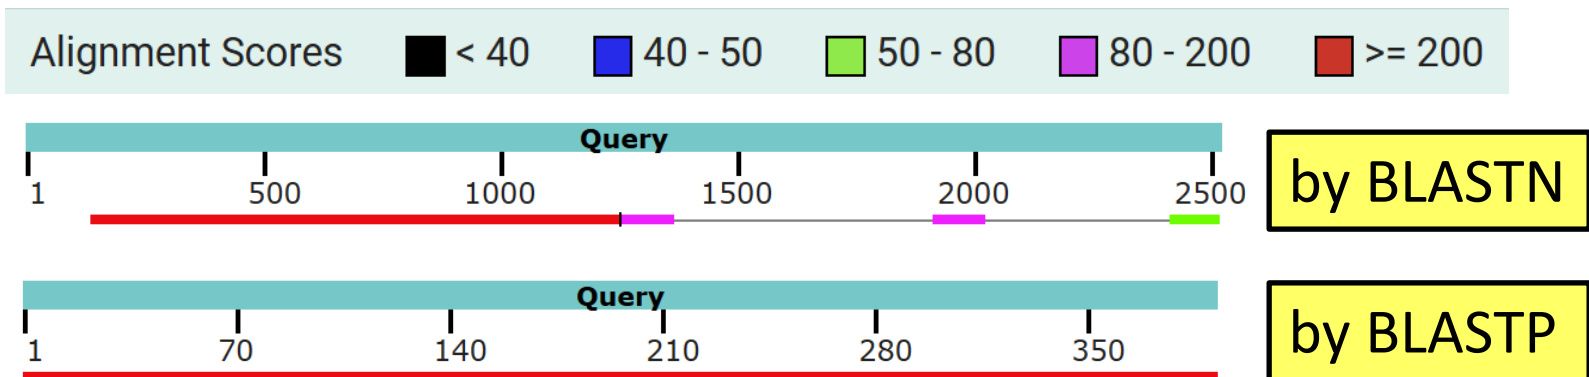 Alignment Scores < 40 40 - 50 50 - 80 80 - 200 >= 200
Query
1 500 1000 1500 2000 2500
by BLASTN
Query
1 70 140 210 280 350
by BLASTP